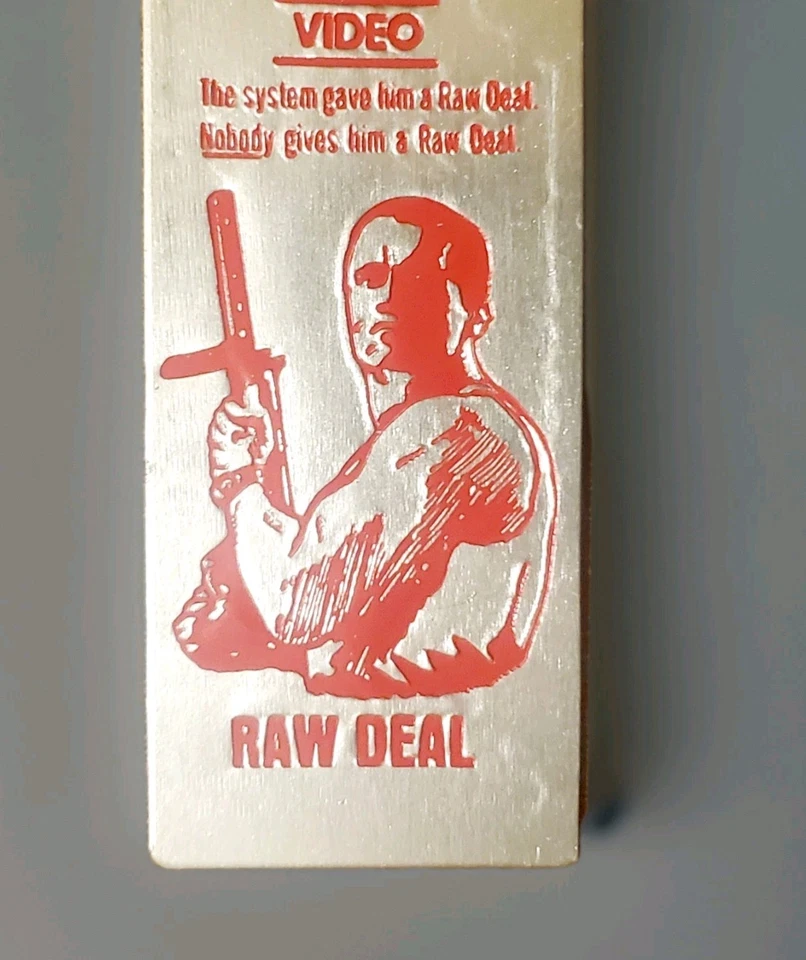 VIDEO
The system gave him a Raw Deal.
Nobody gives him a Raw Deal.
RAW DEAL